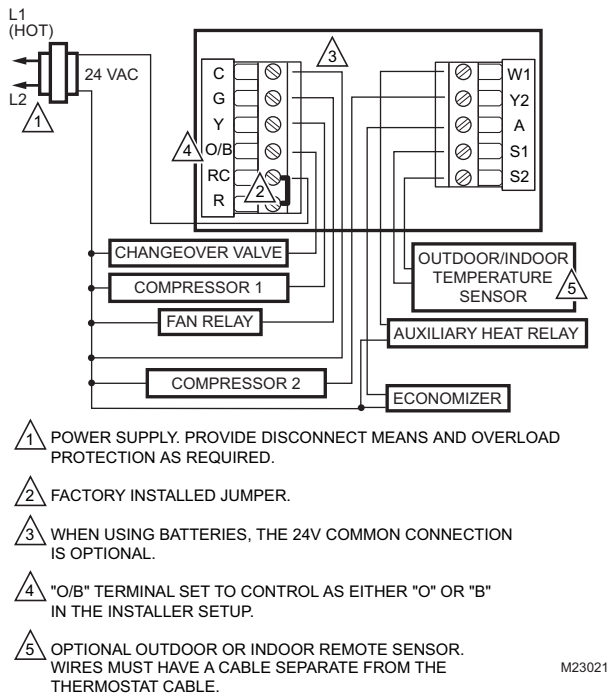 L1
(HOT)
24 VAC
L2
1
3
C
G
Y
4
O/B
RC
2
R
W1
Y2
A
S1
S2
CHANGEOVER VALVE
COMPRESSOR 1
FAN RELAY
COMPRESSOR 2
OUTDOOR/INDOOR
TEMPERATURE
SENSOR
5
AUXILIARY HEAT RELAY
ECONOMIZER
1 POWER SUPPLY. PROVIDE DISCONNECT MEANS AND OVERLOAD
PROTECTION AS REQUIRED.
2 FACTORY INSTALLED JUMPER.
3 WHEN USING BATTERIES, THE 24V COMMON CONNECTION
IS OPTIONAL.
4 "O/B" TERMINAL SET TO CONTROL AS EITHER "O" OR "B"
IN THE INSTALLER SETUP.
5 OPTIONAL OUTDOOR OR INDOOR REMOTE SENSOR.
WIRES MUST HAVE A CABLE SEPARATE FROM THE
THERMOSTAT CABLE.
M23021